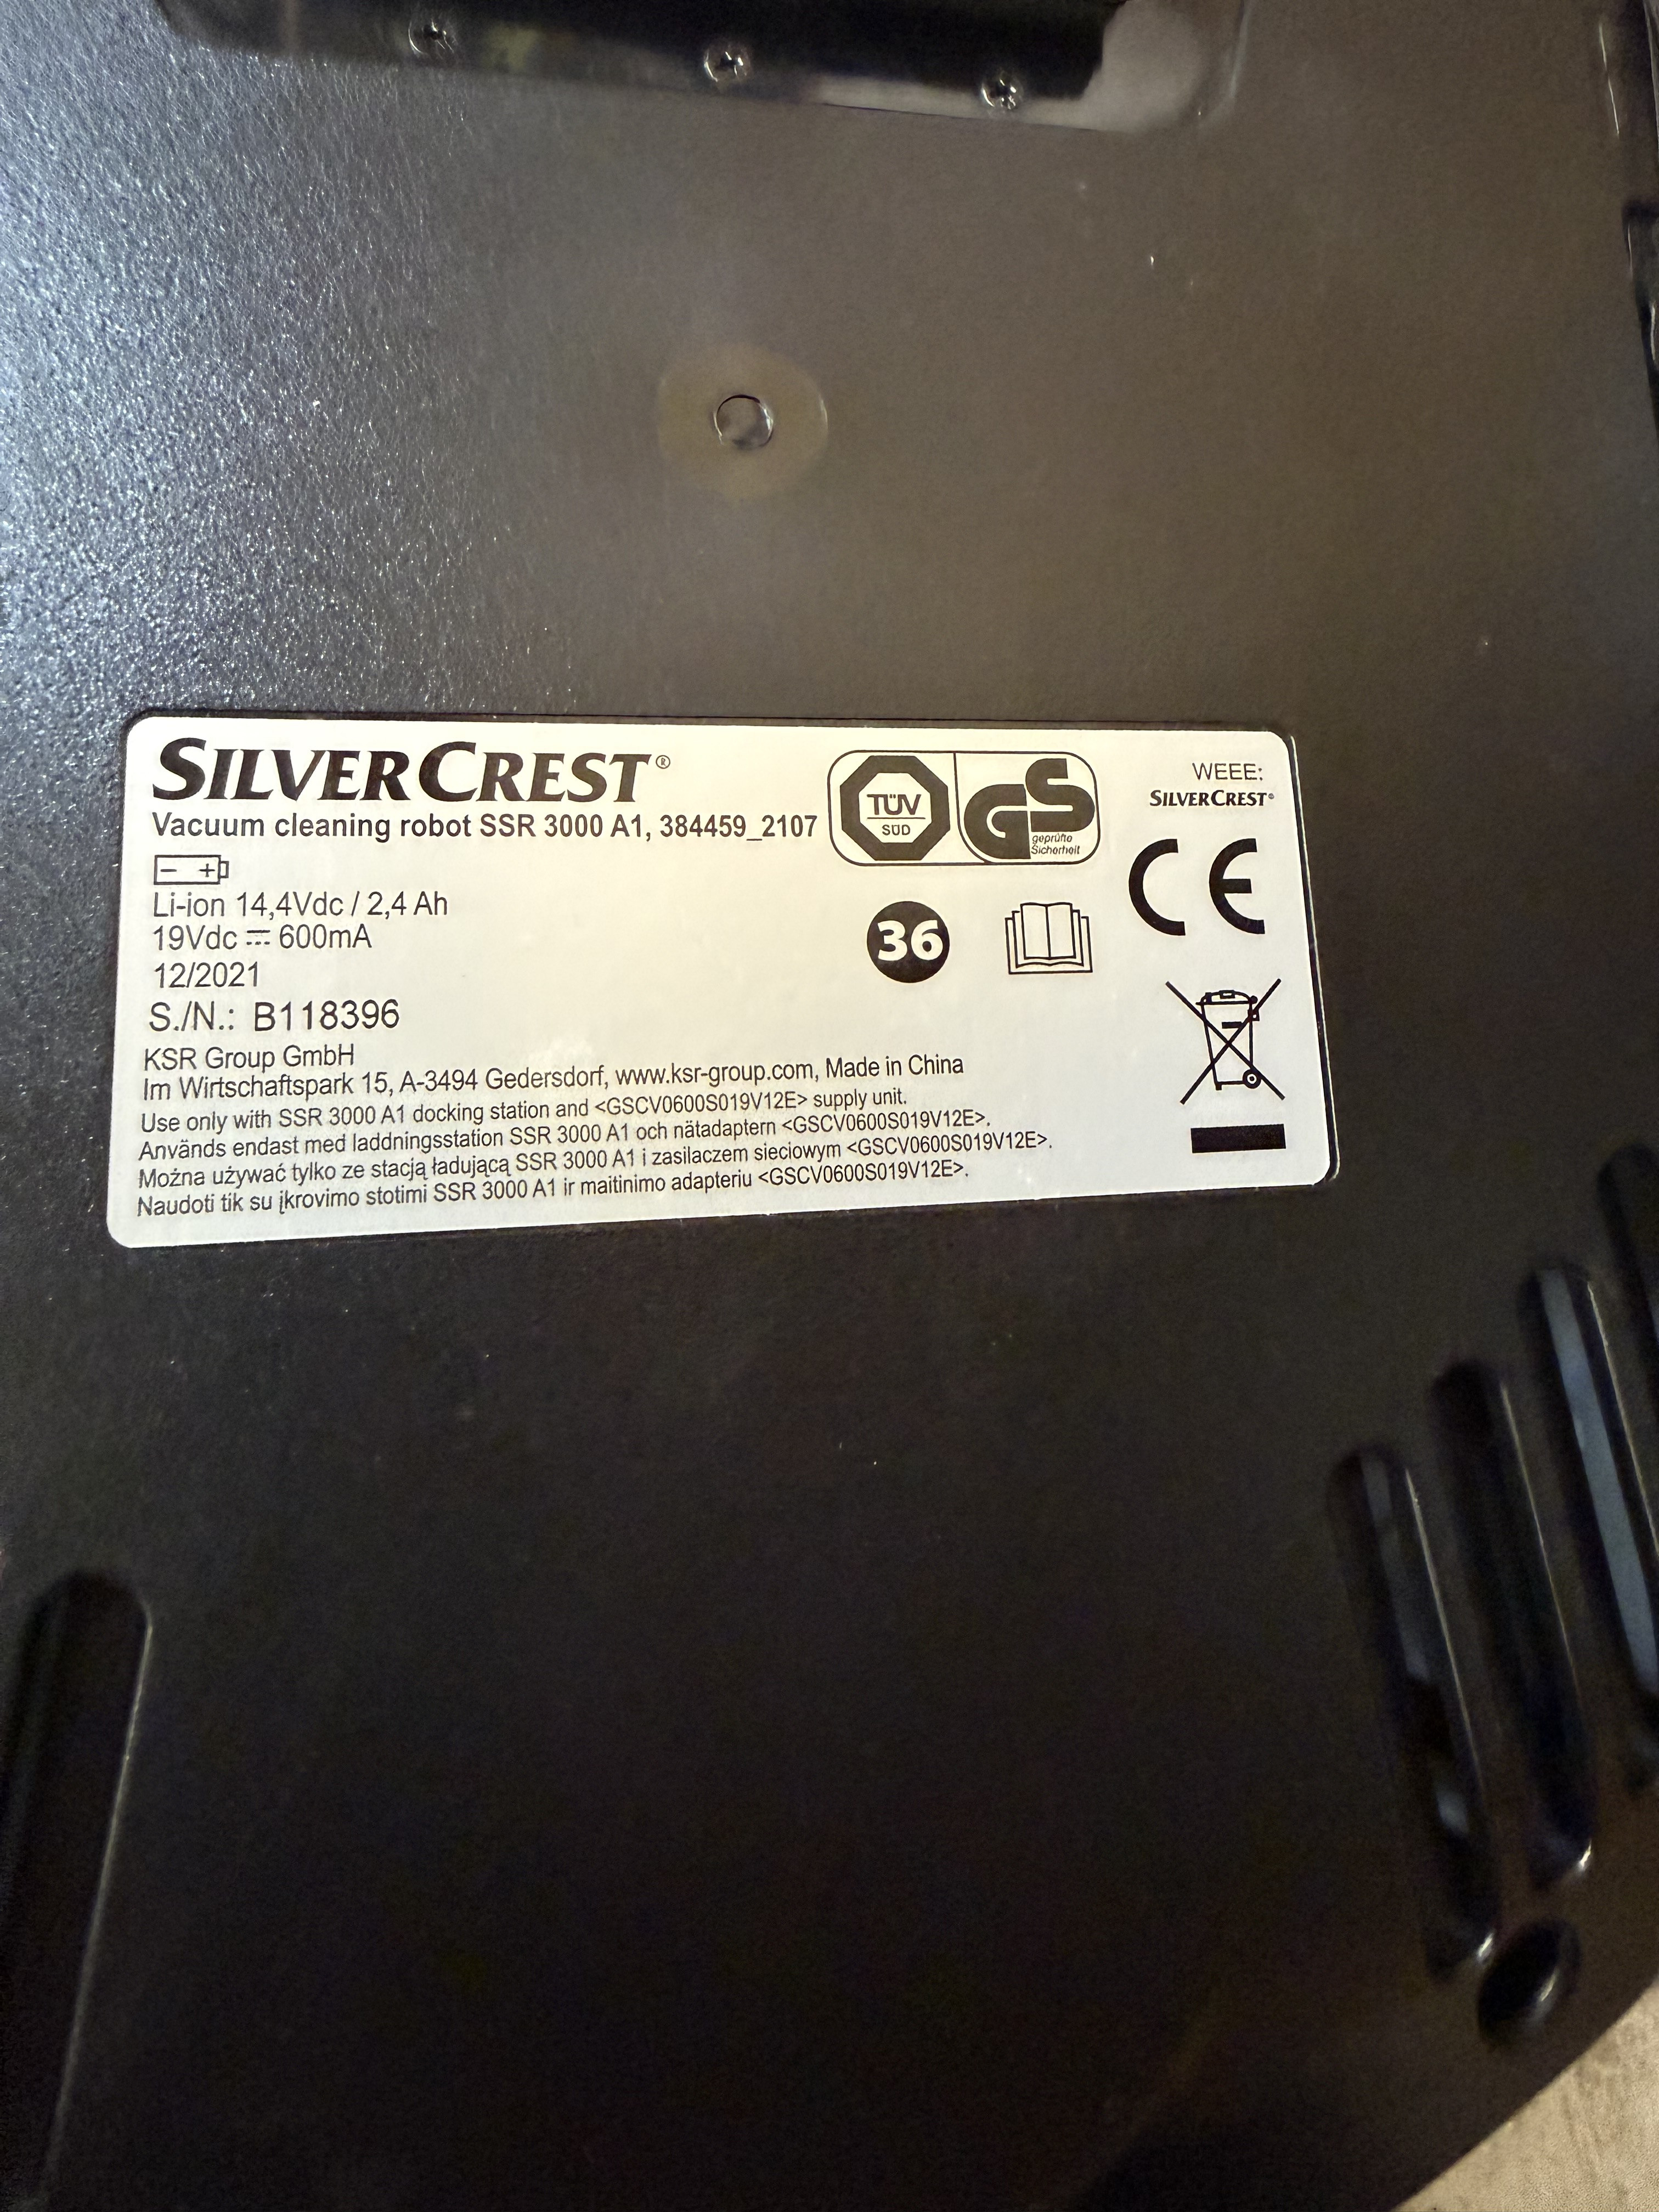 SILVERCREST®
Vacuum cleaning robot SSR 3000 A1, 384459_2107
TÜV
SÜD
GS
geprüfte
Sicherheit
WEEE:
SILVERCREST®
CE
- +
Li-ion 14,4Vdc / 2,4 Ah
19Vdc ⎓ 600mA
36
12/2021
S./N.: B118396
KSR Group GmbH
Im Wirtschaftspark 15, A-3494 Gedersdorf, www.ksr-group.com, Made in China
Use only with SSR 3000 A1 docking station and <GSCV0600S019V12E> supply unit.
Används endast med laddningsstation SSR 3000 A1 och nätadaptern <GSCV0600S019V12E>.
Można używać tylko ze stacją ładującą SSR 3000 A1 i zasilaczem sieciowym <GSCV0600S019V12E>.
Naudoti tik su įkrovimo stotimi SSR 3000 A1 ir maitinimo adapteriu <GSCV0600S019V12E>.